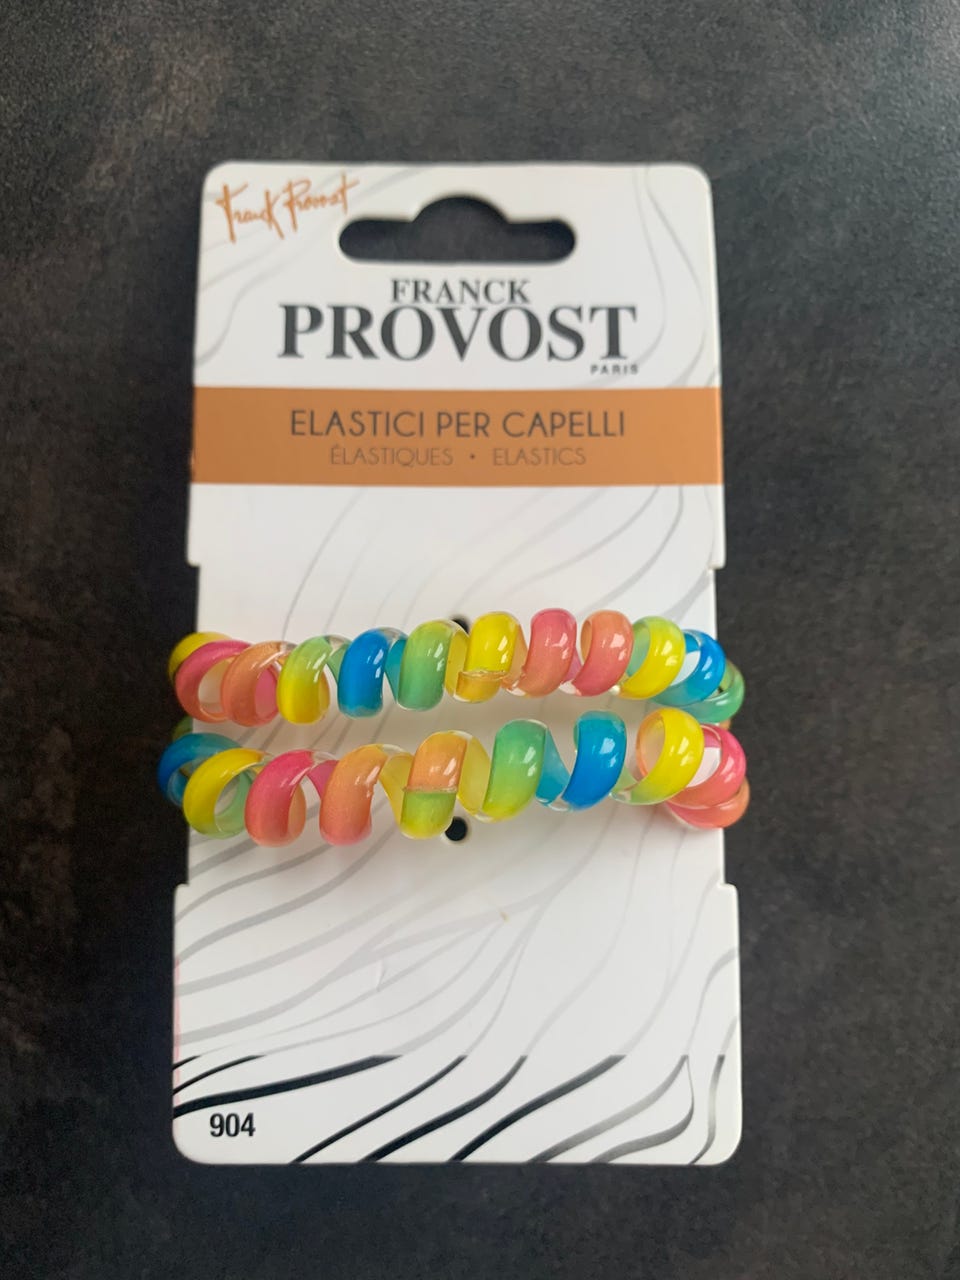 Franck Provost
FRANCK
PROVOST
PARIS
ELASTICI PER CAPELLI
ÉLASTIQUES • ELASTICS
904